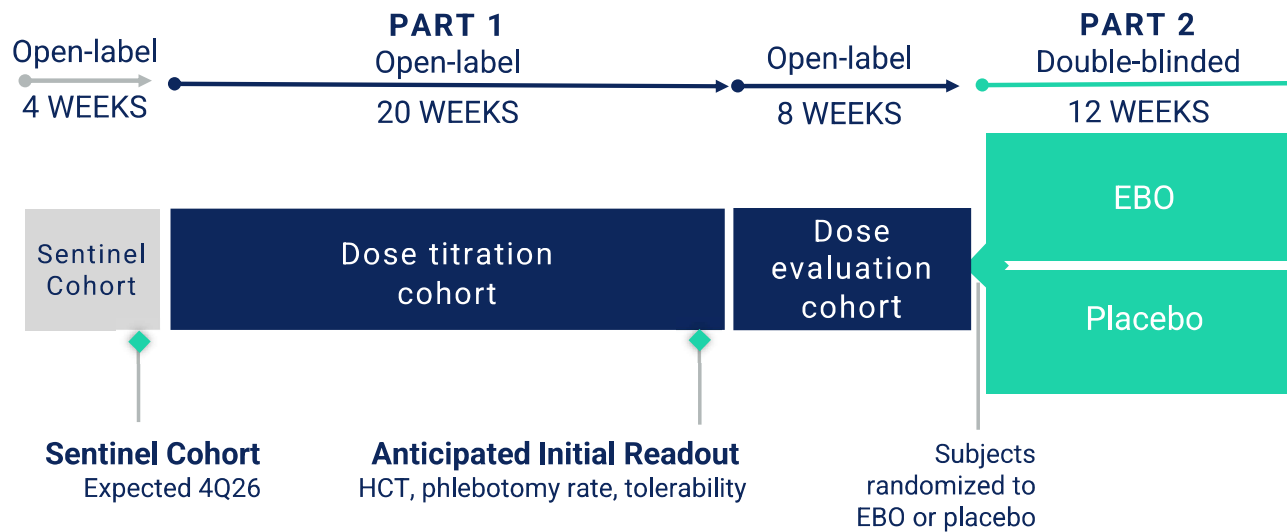 PART 1
PART 2
Open-label
Open-label
Open-label
Double-blinded
4 WEEKS
20 WEEKS
8 WEEKS
12 WEEKS
Sentinel
Cohort
Dose titration
cohort
Dose
evaluation
cohort
EBO
Placebo
Sentinel Cohort
Expected 4Q26
Anticipated Initial Readout
HCT, phlebotomy rate, tolerability
Subjects
randomized to
EBO or placebo